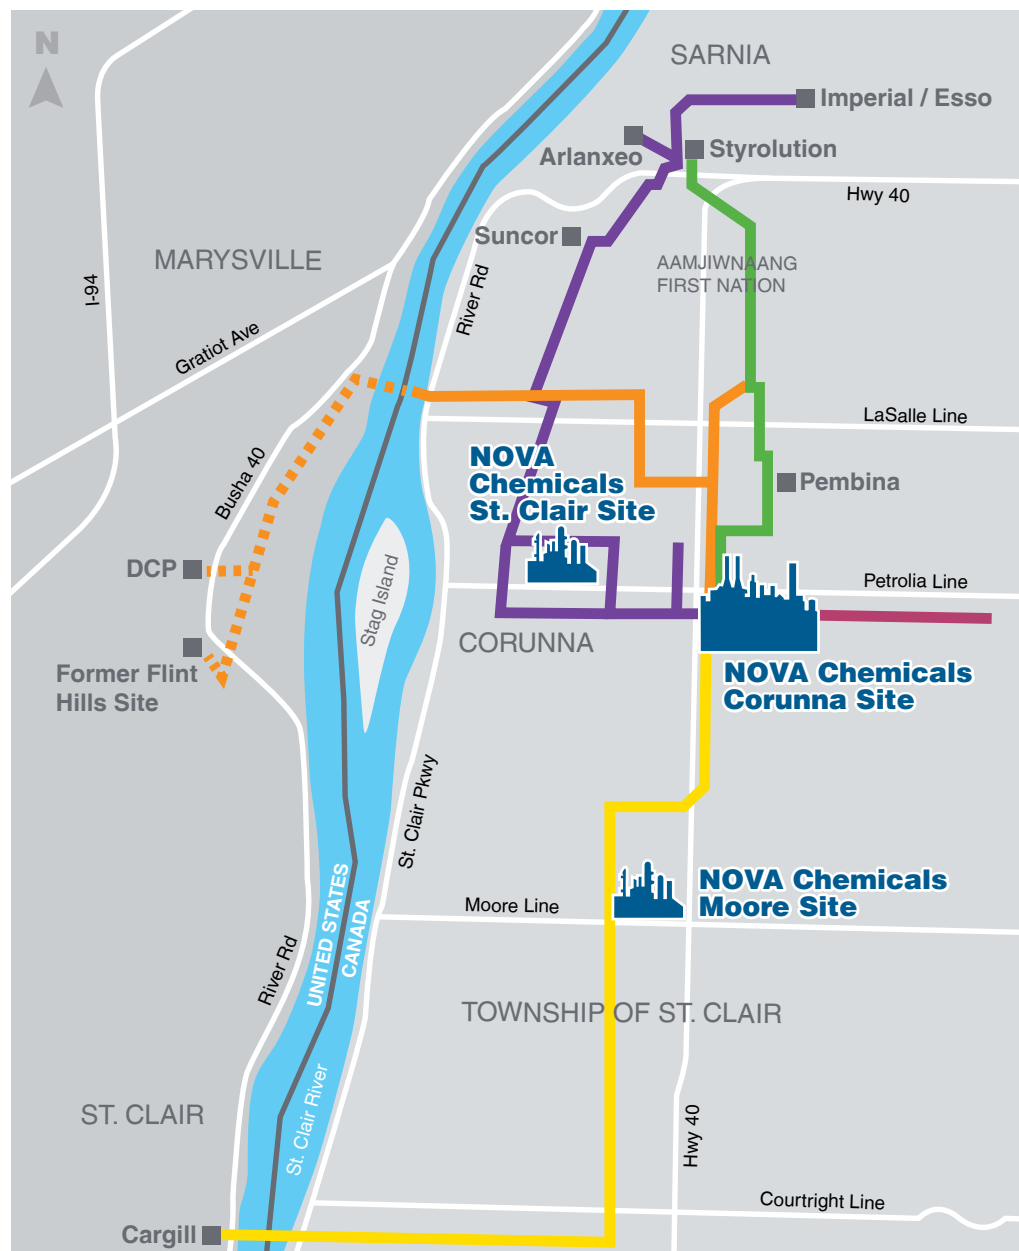 N
SARNIA
Imperial / Esso
Arlanxeo
Styrolution
Hwy 40
Suncor
MARYSVILLE
AAMJIWNAANG
FIRST NATION
I-94
River Rd
Gratiot Ave
LaSalle Line
NOVA
Chemicals
St. Clair Site
Busha 40
Pembina
DCP
Stag Island
Petrolia Line
CORUNNA
Former Flint
Hills Site
NOVA Chemicals
Corunna Site
St. Clair Pkwy
NOVA Chemicals
Moore Site
UNITED STATES
CANADA
Moore Line
River Rd
TOWNSHIP OF ST. CLAIR
St. Clair River
ST. CLAIR
Hwy 40
Courtright Line
Cargill